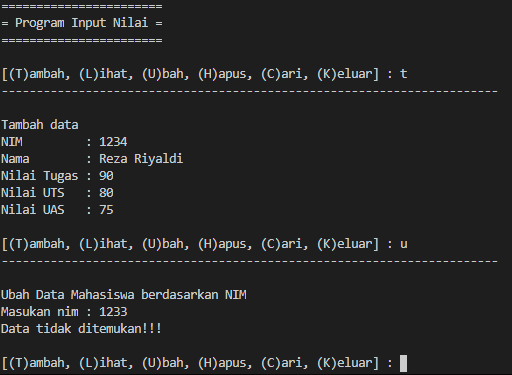 =======================
= Program Input Nilai =
=======================
[(T)ambah, (L)ihat, (U)bah, (H)apus, (C)ari, (K)eluar] : t
-----------------------------------------------------------------------
Tambah data
NIM         : 1234
Nama        : Reza Riyaldi
Nilai Tugas : 90
Nilai UTS   : 80
Nilai UAS   : 75
[(T)ambah, (L)ihat, (U)bah, (H)apus, (C)ari, (K)eluar] : u
-----------------------------------------------------------------------
Ubah Data Mahasiswa berdasarkan NIM
Masukan nim : 1233
Data tidak ditemukan!!!
[(T)ambah, (L)ihat, (U)bah, (H)apus, (C)ari, (K)eluar] :